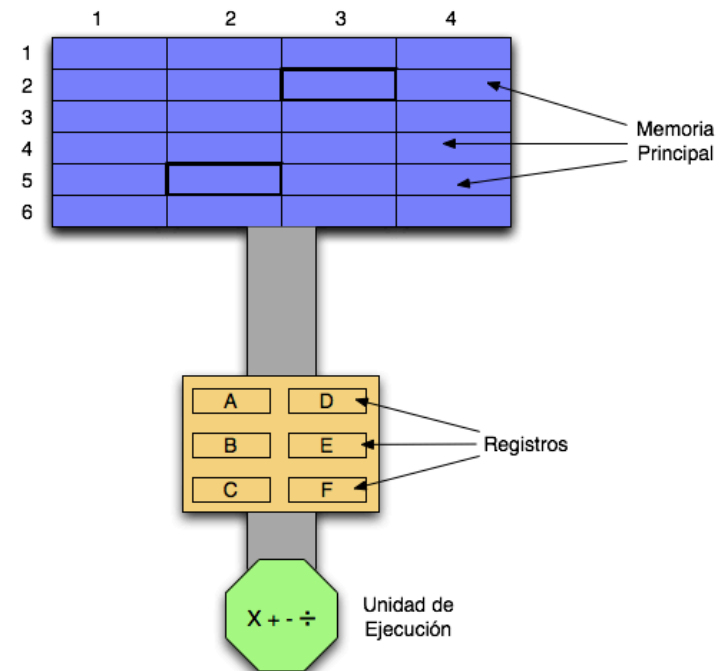 1 2 3 4
1
2
3
4
5
6
Memoria
Principal
A D
B E
C F
Registros
X + - ÷
Unidad de
Ejecución